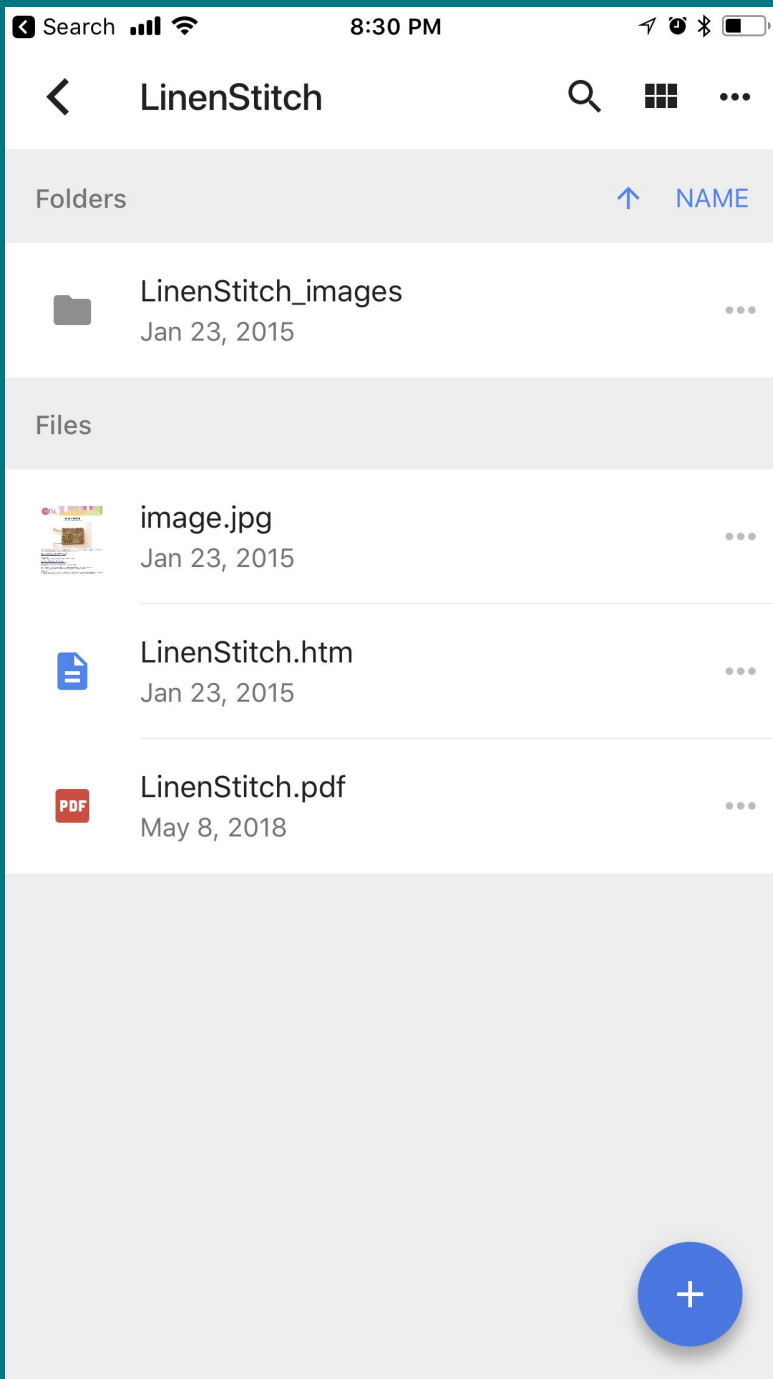 Search
8:30 PM
LinenStitch
Folders
NAME
LinenStitch_images
Jan 23, 2015
Files
image.jpg
Jan 23, 2015
LinenStitch.htm
Jan 23, 2015
PDF
LinenStitch.pdf
May 8, 2018